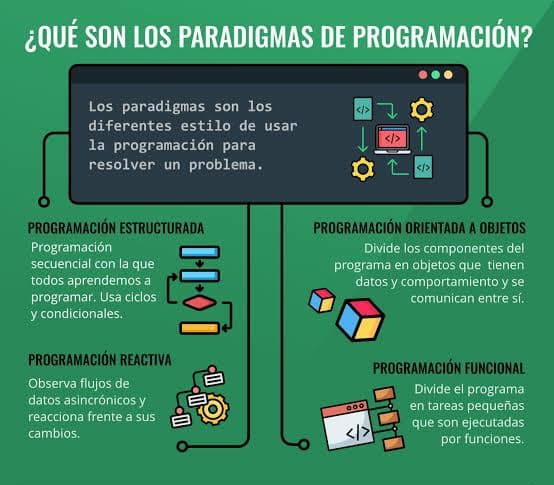 ¿QUÉ SON LOS PARADIGMAS DE PROGRAMACIÓN?
Los paradigmas son los
diferentes estilo de usar
la programación para
resolver un problema.
</>
</>
</>
PROGRAMACIÓN ESTRUCTURADA
Programación
secuencial con la que
todos aprendemos a
programar. Usa ciclos
y condicionales.
PROGRAMACIÓN ORIENTADA A OBJETOS
Divide los componentes del
programa en objetos que tienen
datos y comportamiento y se
comunican entre sí.
PROGRAMACIÓN REACTIVA
Observa flujos de
datos asincrónicos y
reacciona frente a sus
cambios.
PROGRAMACIÓN FUNCIONAL
Divide el programa
en tareas pequeñas
que son ejecutadas
por funciones.
</>